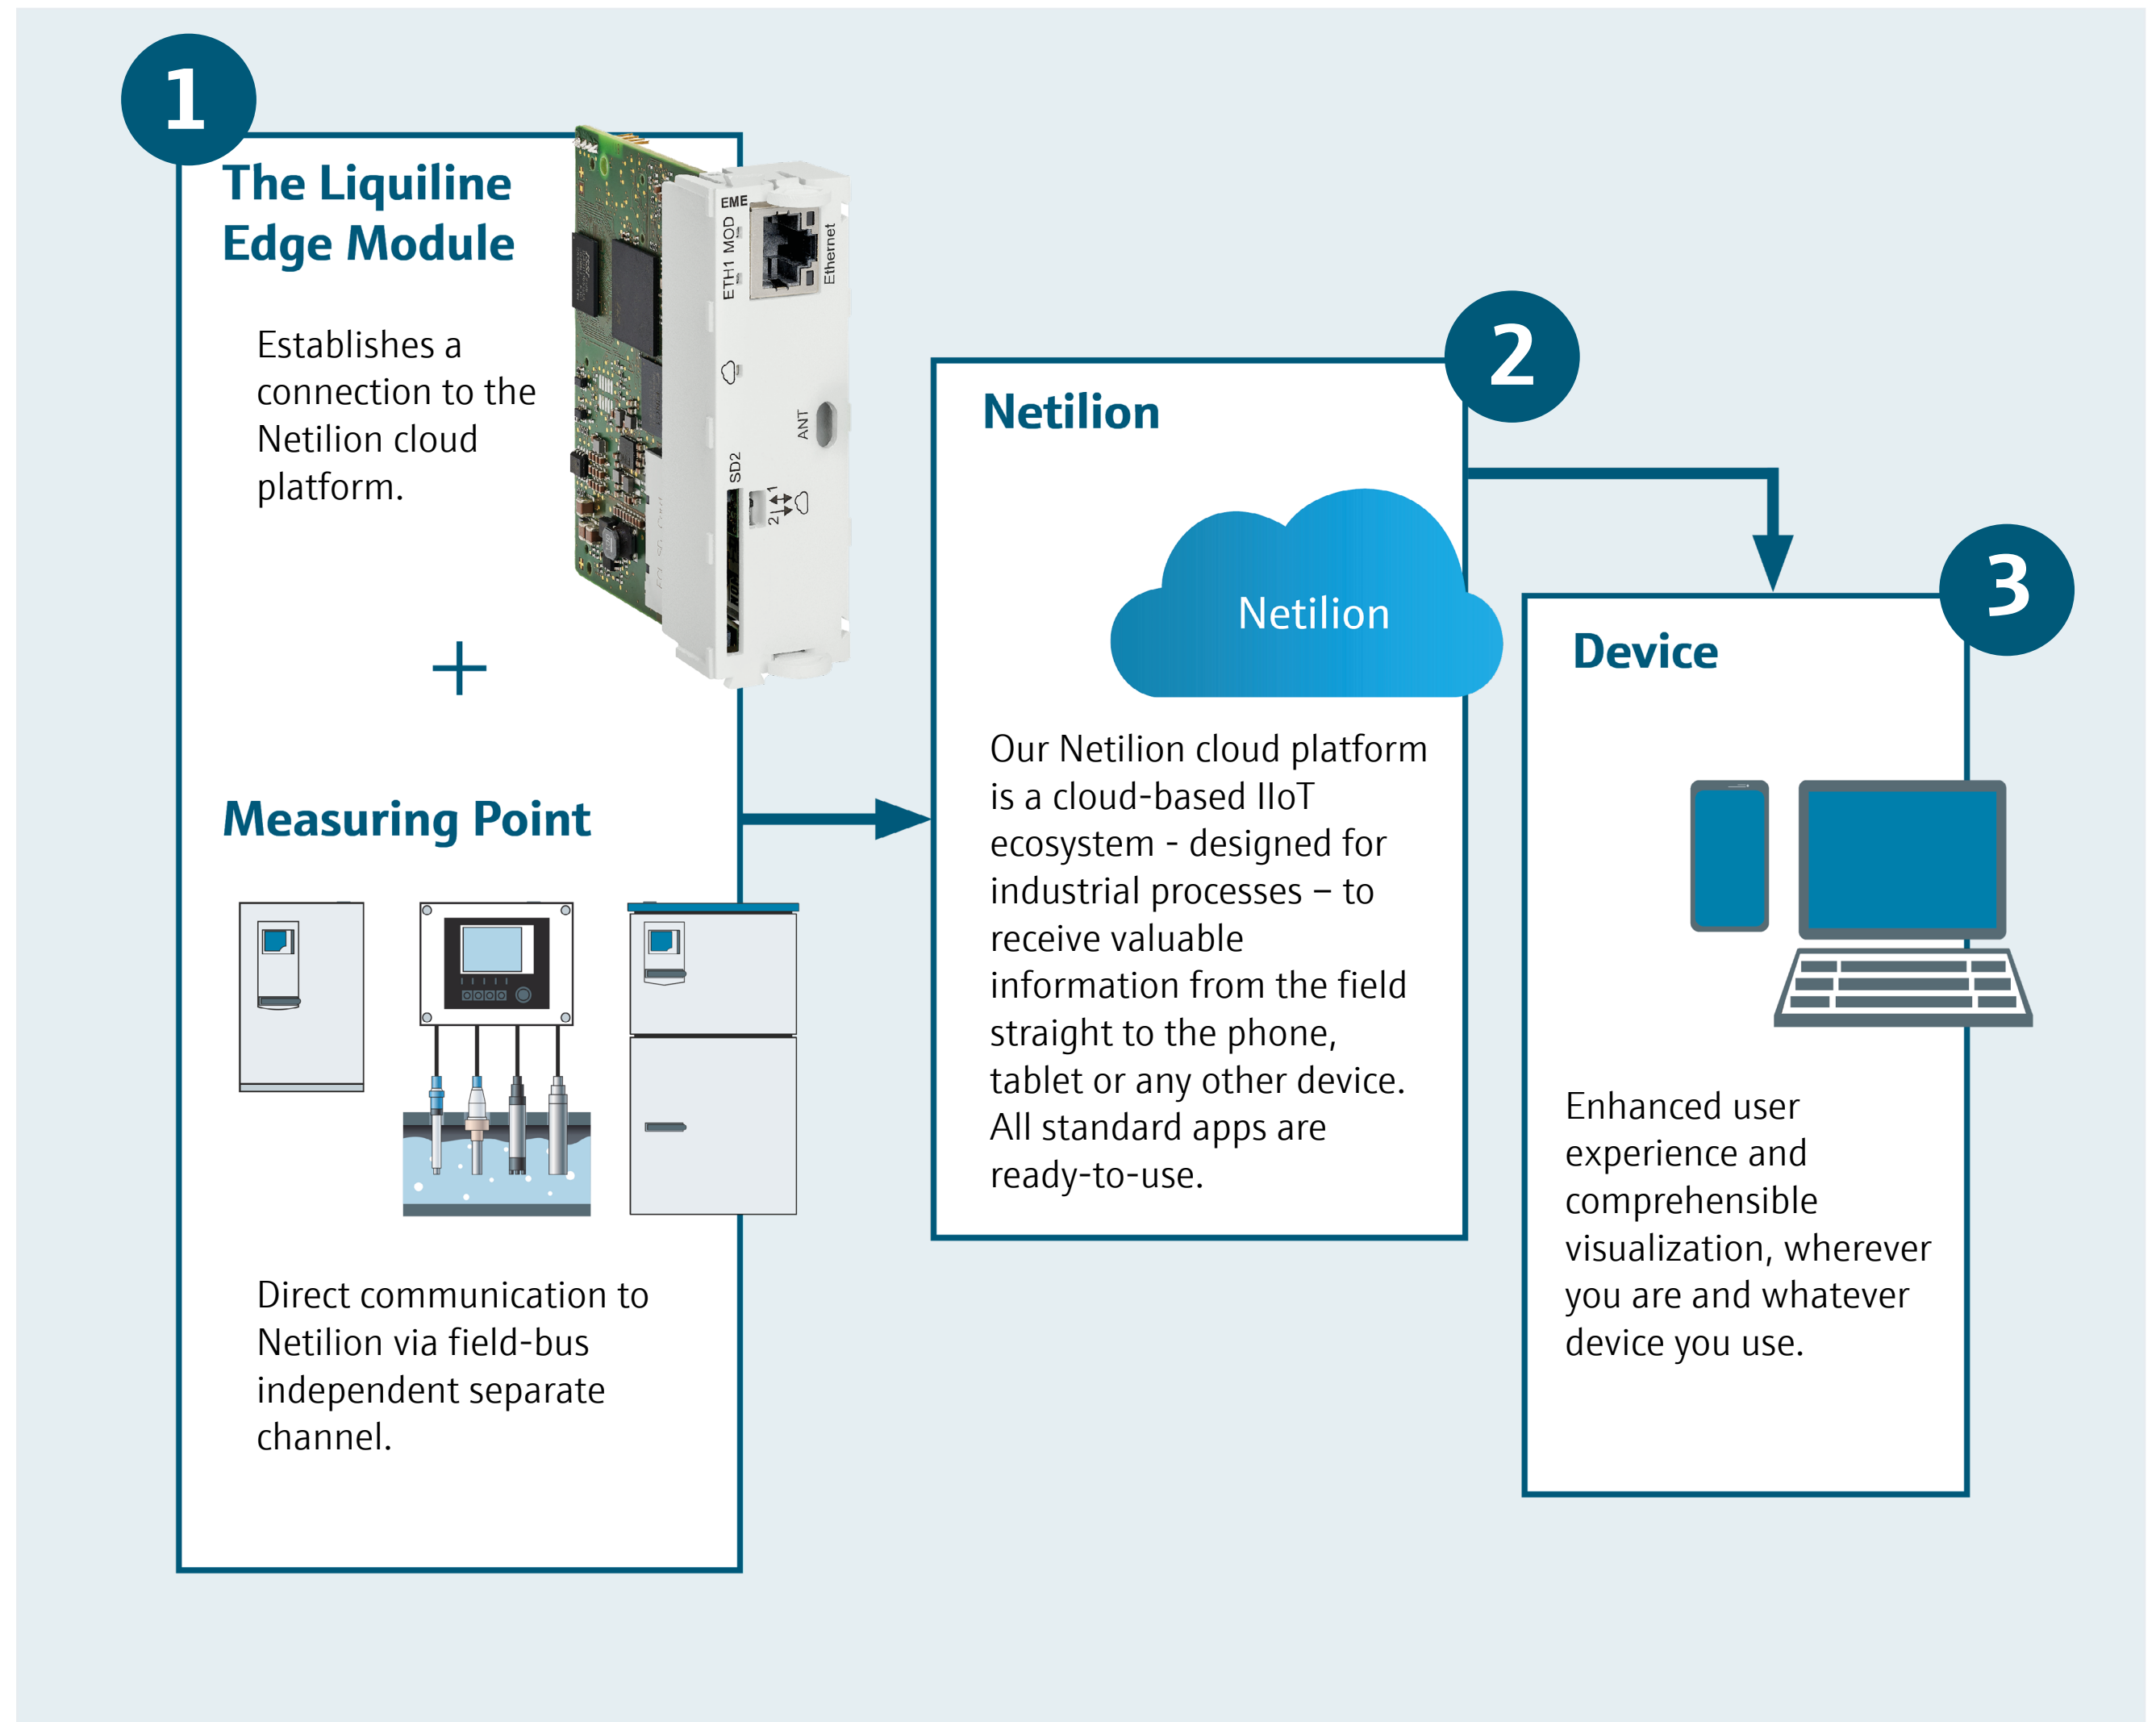 1
The Liquiline
Edge Module
Establishes a
connection to the
Netilion cloud
platform.
EME
ETH1 MOD
Ethernet
ANT
SD2
1
2
+
Measuring Point
Direct communication to
Netilion via field-bus
independent separate
channel.
2
Netilion
Netilion
Our Netilion cloud platform
is a cloud-based IIoT
ecosystem - designed for
industrial processes – to
receive valuable
information from the field
straight to the phone,
tablet or any other device.
All standard apps are
ready-to-use.
3
Device
Enhanced user
experience and
comprehensible
visualization, wherever
you are and whatever
device you use.